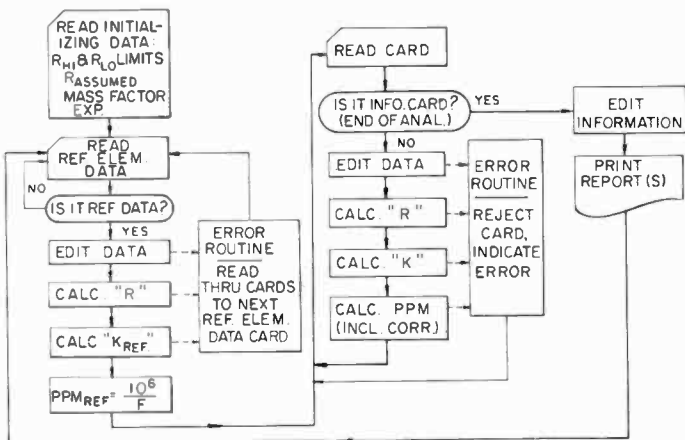 READ INITIAL-
IZING DATA:
RHI & RLO LIMITS
RASSUMED
MASS FACTOR
EXP.
READ
REF. ELEM.
DATA
NO
IS IT REF DATA?
YES
EDIT DATA
CALC. "R"
CALC "KREF."
PPMREF = 10^6/F
ERROR
ROUTINE
READ
THRU CARDS
TO NEXT
REF. ELEM.
DATA CARD
READ CARD
IS IT INFO. CARD?
(END OF ANAL.)
YES
NO
EDIT DATA
CALC. "R"
CALC. "K"
CALC. PPM
(INCL. CORR.)
ERROR
ROUTINE
REJECT
CARD,
INDICATE
ERROR
EDIT
INFORMATION
PRINT
REPORT(S)